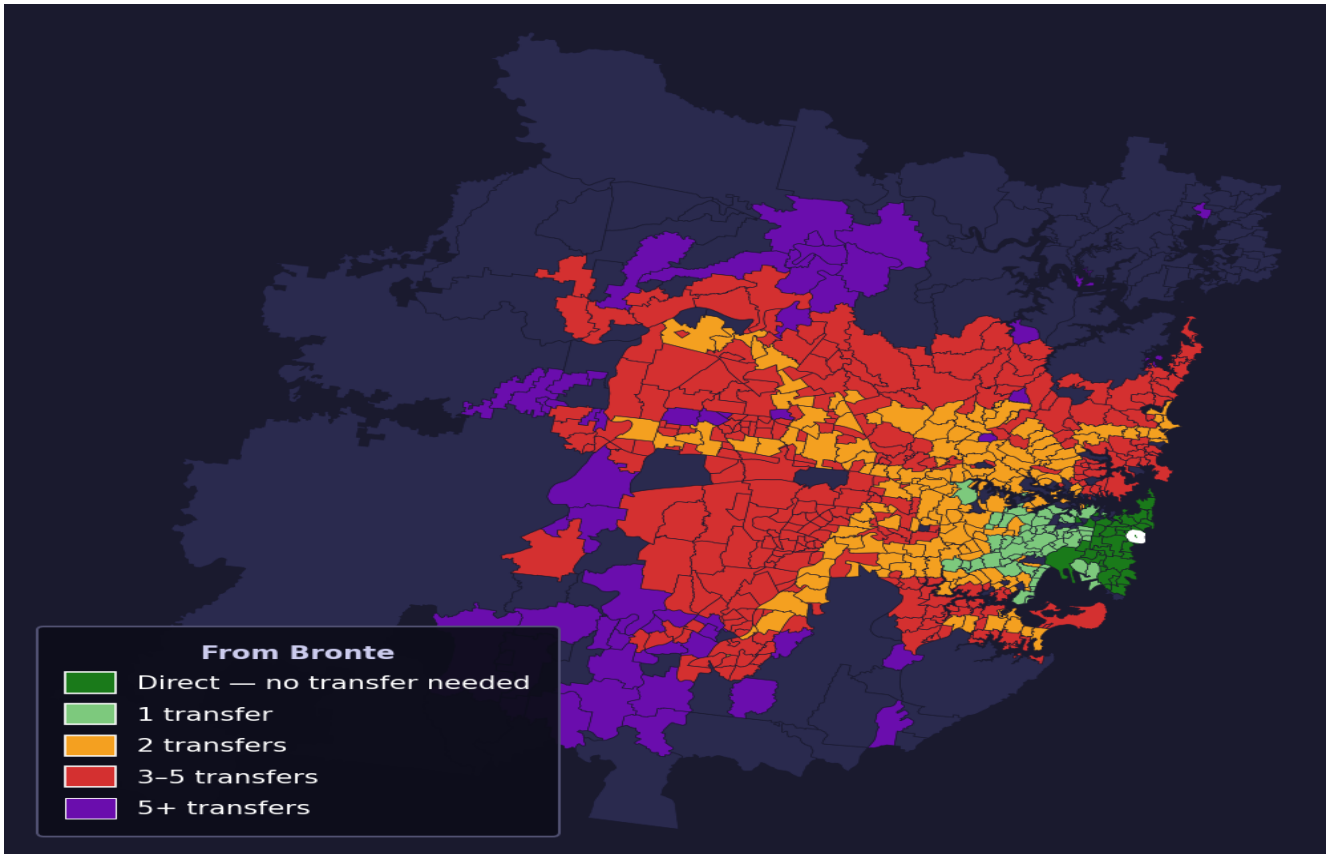 From Bronte
Direct — no transfer needed
1 transfer
2 transfers
3–5 transfers
5+ transfers